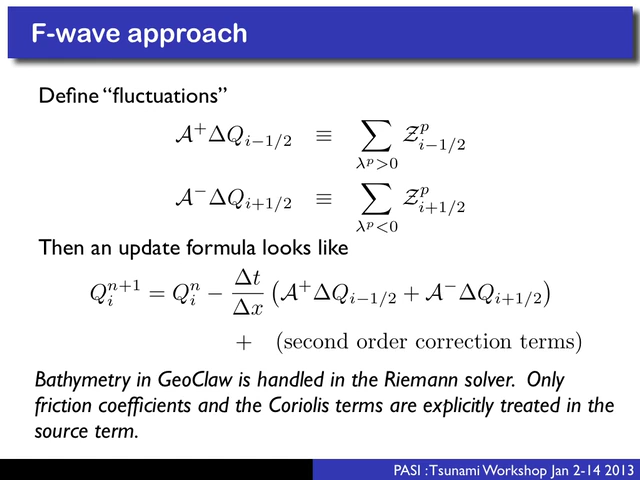 F-wave approach
Define “fluctuations”
𝒜⁺ΔQ_{i−1/2} ≡ ∑_{λ^p>0} 𝒵^p_{i−1/2}
𝒜⁻ΔQ_{i+1/2} ≡ ∑_{λ^p<0} 𝒵^p_{i+1/2}
Then an update formula looks like
Q_i^{n+1} = Q_i^n − Δt/Δx (𝒜⁺ΔQ_{i−1/2} + 𝒜⁻ΔQ_{i+1/2})
+ (second order correction terms)
Bathymetry in GeoClaw is handled in the Riemann solver. Only
friction coefficients and the Coriolis terms are explicitly treated in the
source term.
PASI : Tsunami Workshop Jan 2-14 2013